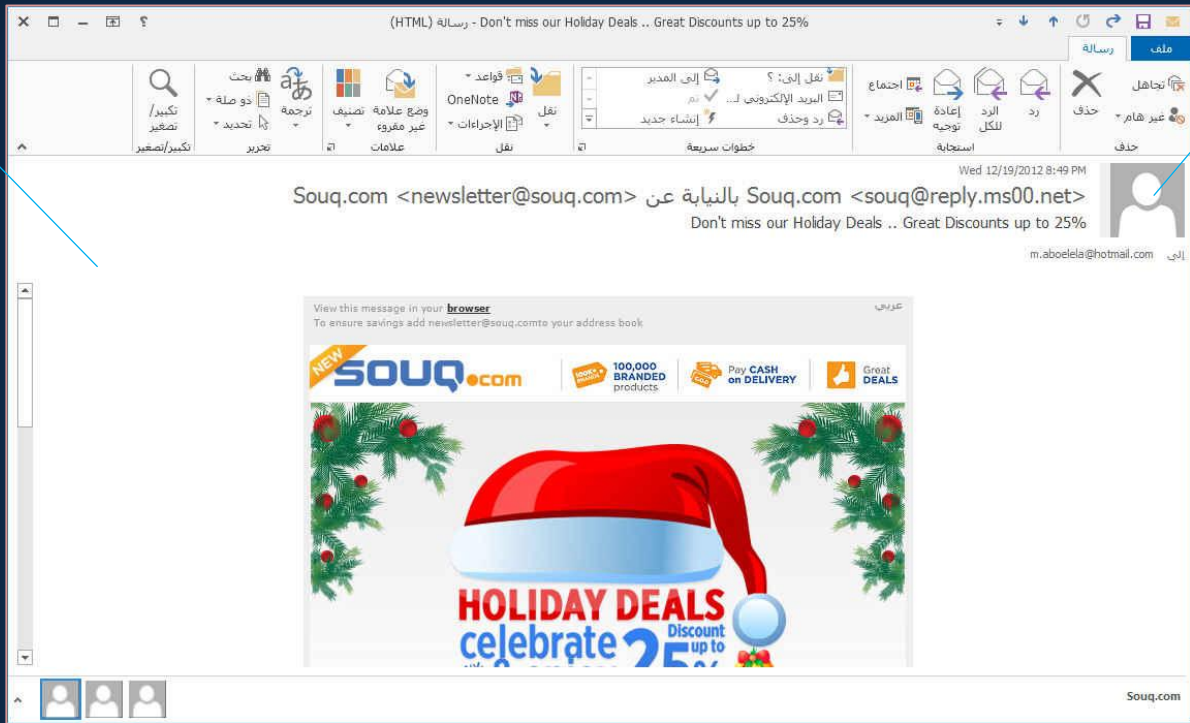 Don't miss our Holiday Deals .. Great Discounts up to 25% - رسالة (HTML)
ملف
رسالة
تجاهل
غير هام
حذف
حذف
رد
الرد للكل
إعادة توجيه
اجتماع
المزيد
استجابة
نقل إلى: ؟
البريد الإلكتروني لـ...
رد وحذف
إلى المدير
تم
إنشاء جديد
خطوات سريعة
نقل
قواعد
OneNote
الإجراءات
نقل
وضع علامة غير مقروء
تصنيف
علامات
ترجمة
بحث
ذو صلة
تحديد
تحرير
تكبير/
تصغير
تكبير/تصغير
Wed 12/19/2012 8:49 PM
Souq.com <souq@reply.ms00.net> بالنيابة عن Souq.com <newsletter@souq.com>
Don't miss our Holiday Deals .. Great Discounts up to 25%
إلى m.aboelela@hotmail.com
View this message in your browser
عربي
To ensure savings add newsletter@souq.comto your address book
NEW
SOUQ.com
100,000
BRANDED
products
Pay CASH
on DELIVERY
Great
DEALS
HOLIDAY DEALS
celebrate
Discount
up to
25%
Souq.com